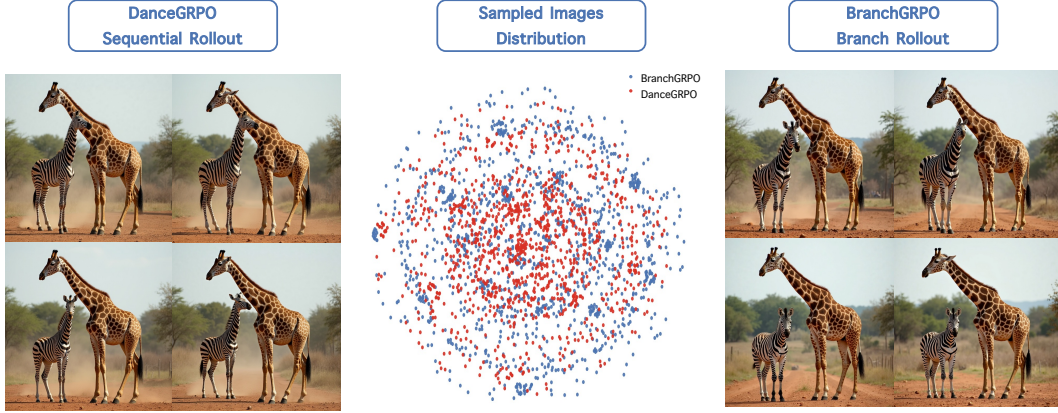 DanceGRPO
Sequential Rollout
Sampled Images
Distribution
BranchGRPO
Branch Rollout
BranchGRPO
DanceGRPO